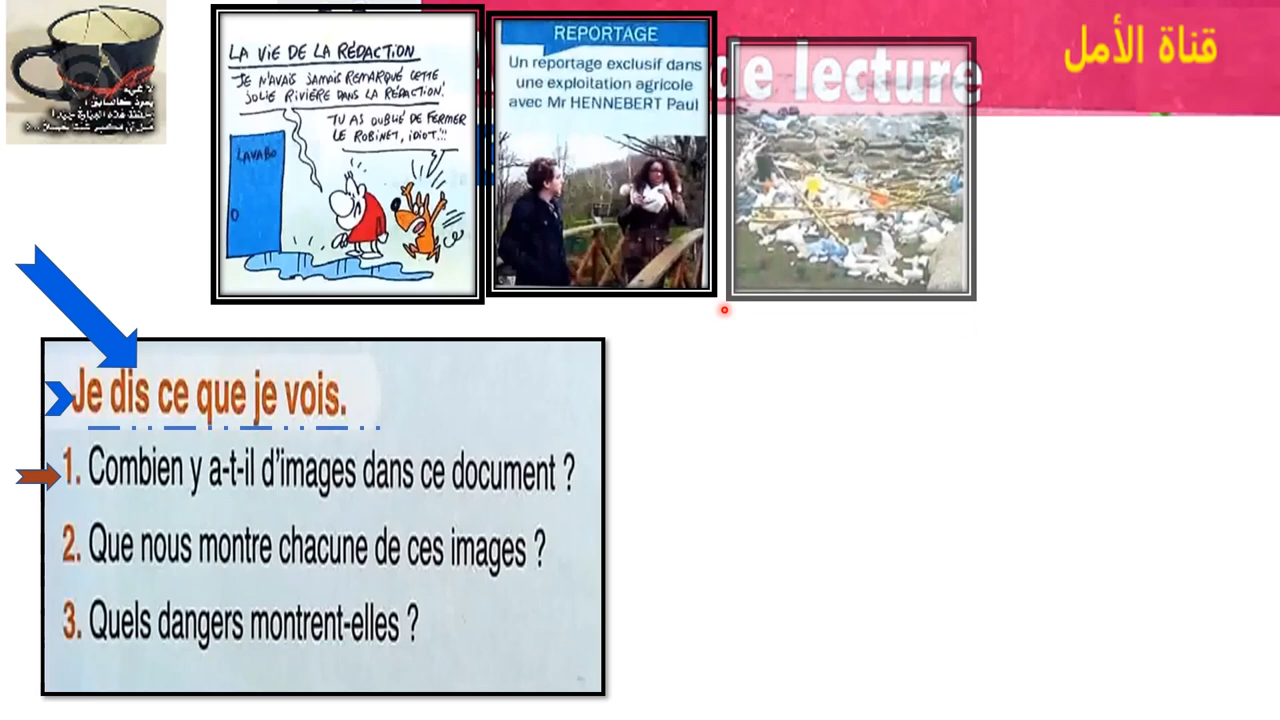 قناة الأمل
de lecture
LA ViE DE LA RÉDACTiON
JE N'AVAIS JAMAIS REMARQUÉ CETTE
JOLIE RIVIÈRE DANS LA RÉDACTION!
TU AS OUBLIÉ DE FERMER
LE ROBINET, IDIOT!!!
LAVABO
REPORTAGE
Un reportage exclusif dans
une exploitation agricole
avec Mr HENNEBERT Paul
Je dis ce que je vois.
1. Combien y a-t-il d'images dans ce document ?
2. Que nous montre chacune de ces images ?
3. Quels dangers montrent-elles ?